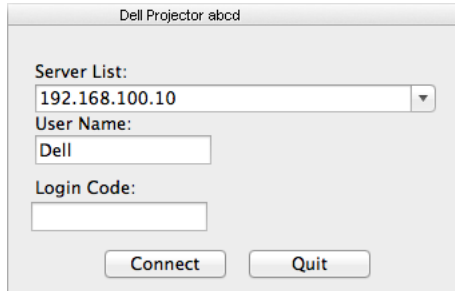 Dell Projector abcd
Server List:
192.168.100.10
User Name:
Dell
Login Code:
Connect Quit